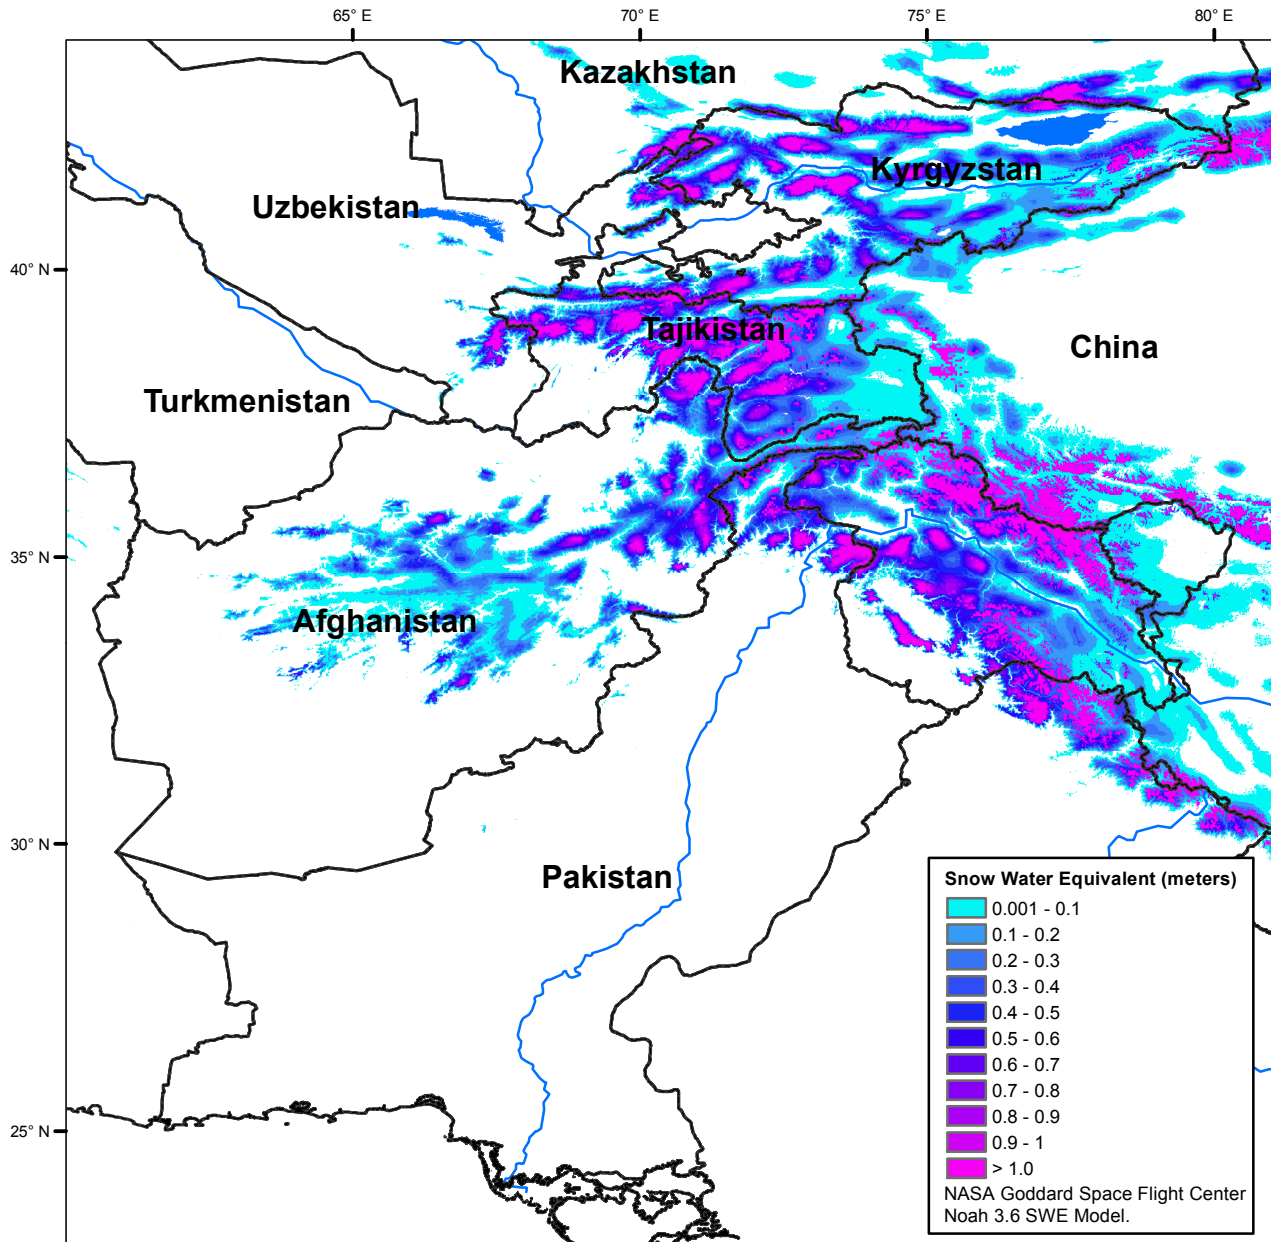 65° E
70° E
75° E
80° E
Kazakhstan
Kyrgyzstan
Uzbekistan
40° N
Tajikistan
China
Turkmenistan
35° N
Afghanistan
30° N
Pakistan
25° N
Snow Water Equivalent (meters)
0.001 - 0.1
0.1 - 0.2
0.2 - 0.3
0.3 - 0.4
0.4 - 0.5
0.5 - 0.6
0.6 - 0.7
0.7 - 0.8
0.8 - 0.9
0.9 - 1
> 1.0
NASA Goddard Space Flight Center
Noah 3.6 SWE Model.